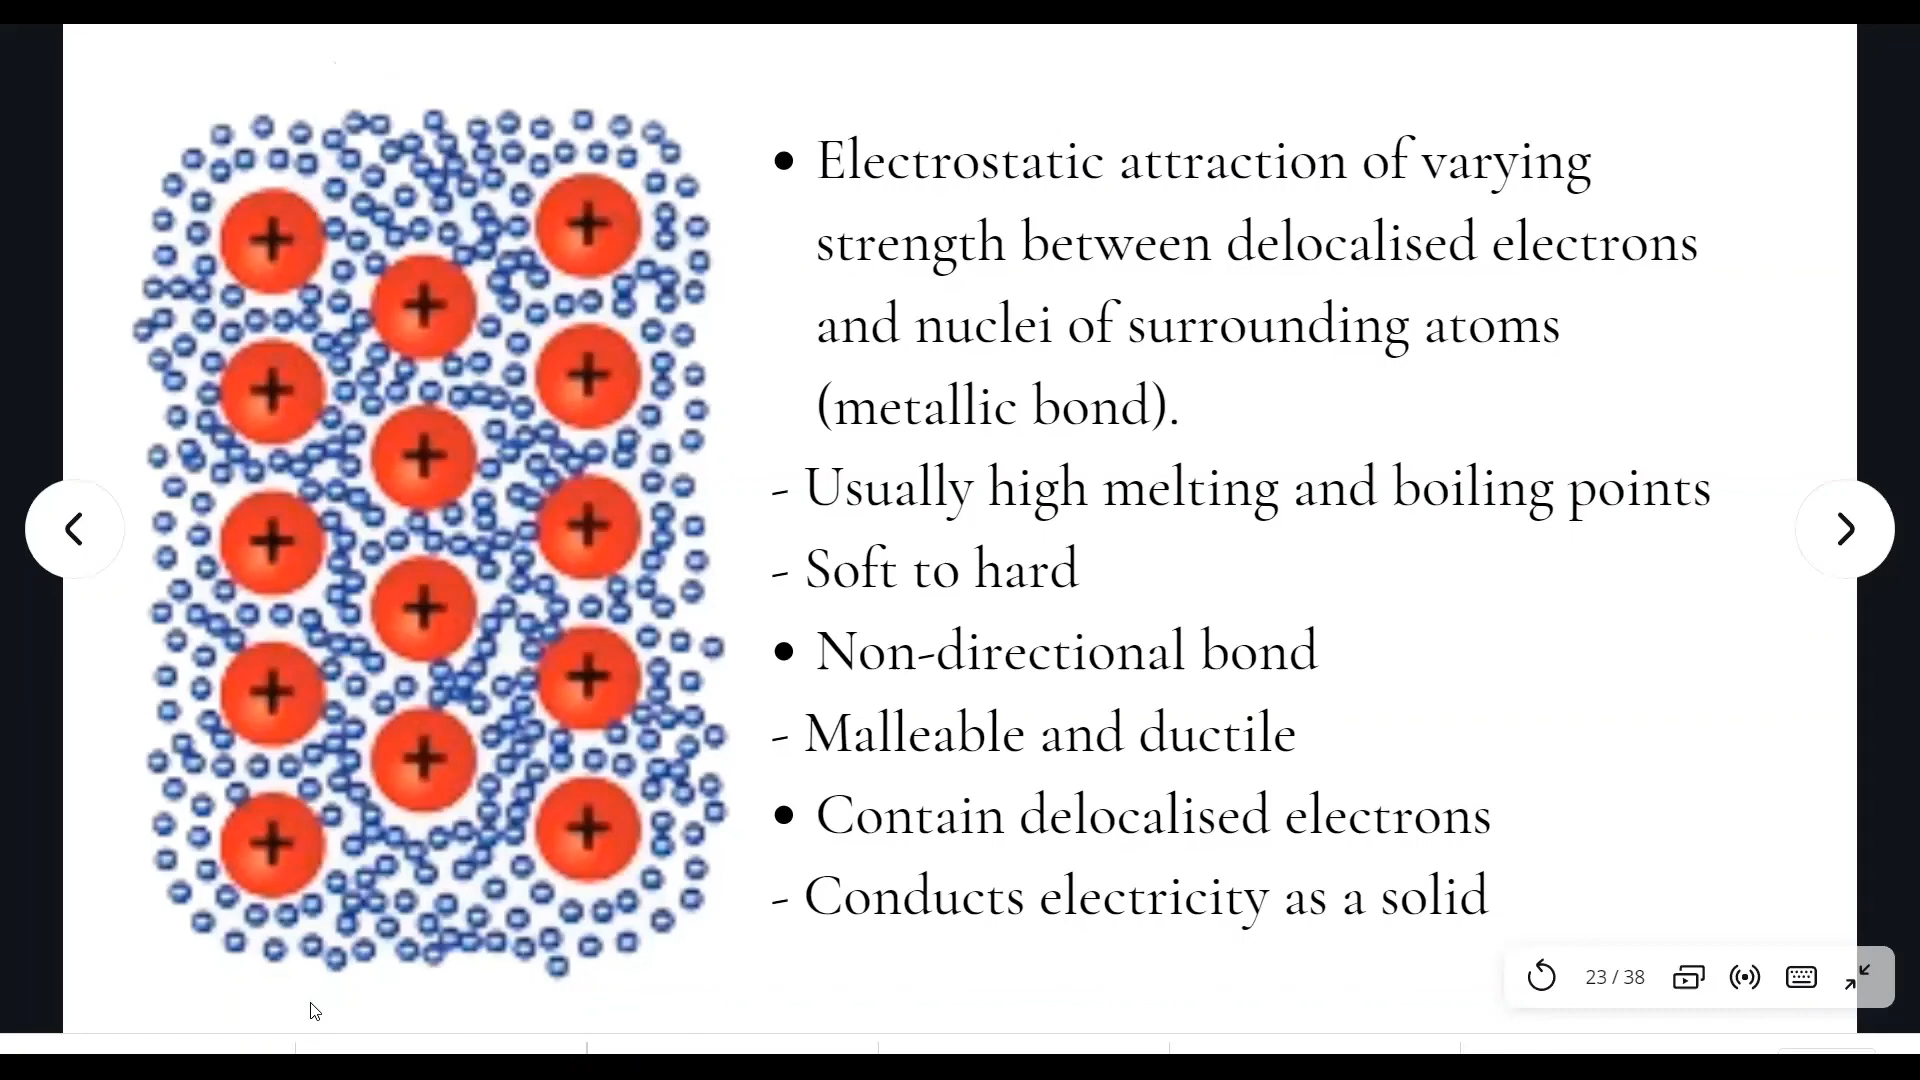 • Electrostatic attraction of varying
strength between delocalised electrons
and nuclei of surrounding atoms
(metallic bond).
- Usually high melting and boiling points
- Soft to hard
• Non-directional bond
- Malleable and ductile
• Contain delocalised electrons
- Conducts electricity as a solid
+
+
+
+
+
+
+
+
+
+
+
+
+
+
23 / 38